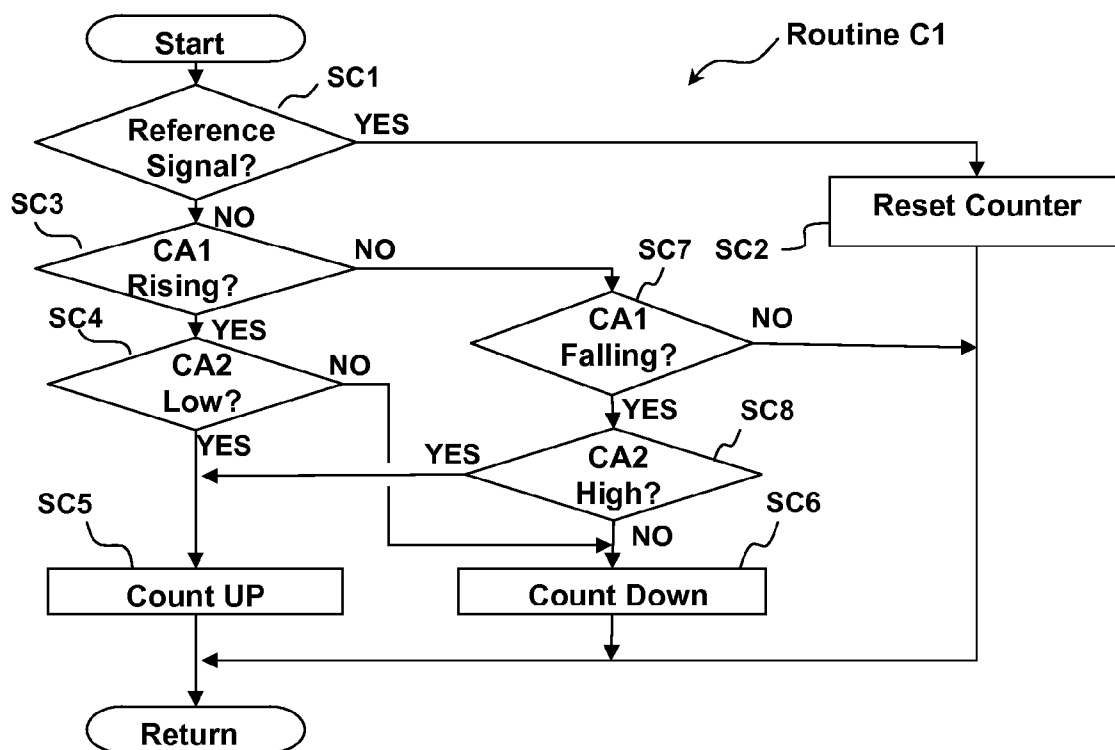 Start
Routine C1
SC1
Reference
Signal?
YES
NO
SC2
Reset Counter
SC3
CA1
Rising?
NO
YES
SC7
CA1
Falling?
NO
YES
SC4
CA2
Low?
NO
YES
SC8
CA2
High?
YES
NO
SC5
Count UP
SC6
Count Down
Return